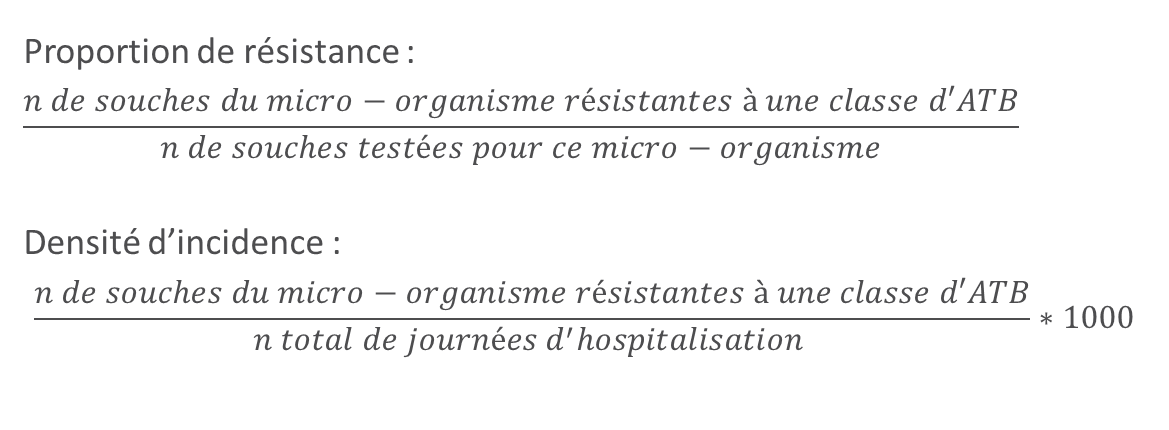 Proportion de résistance :
n de souches du micro − organisme résistantes à une classe d'ATB
n de souches testées pour ce micro − organisme
Densité d’incidence :
n de souches du micro − organisme résistantes à une classe d'ATB
∗ 1000
n total de journées d'hospitalisation